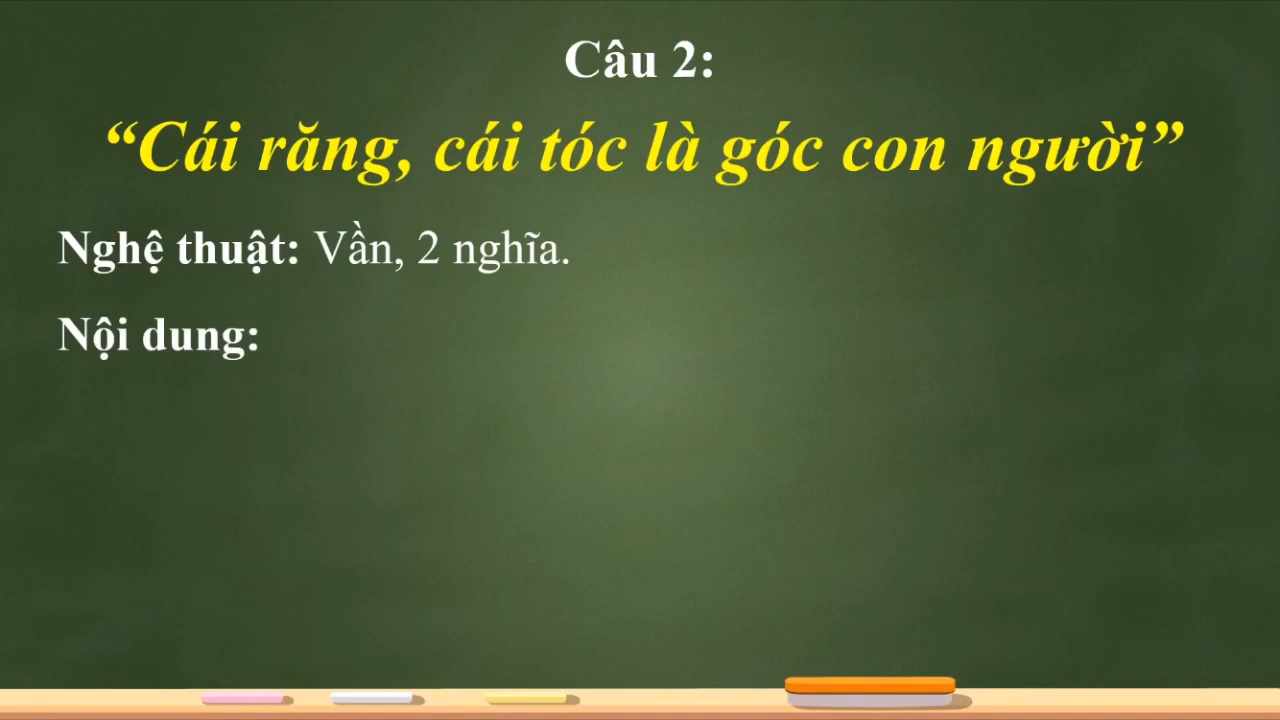 Câu 2:
“Cái răng, cái tóc là góc con người”
Nghệ thuật: Vần, 2 nghĩa.
Nội dung: